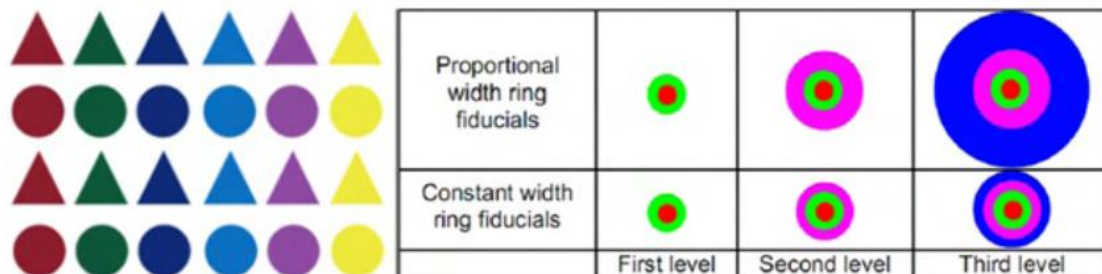 Proportional
width ring
fiducials
Constant width
ring fiducials
First level
Second level
Third level